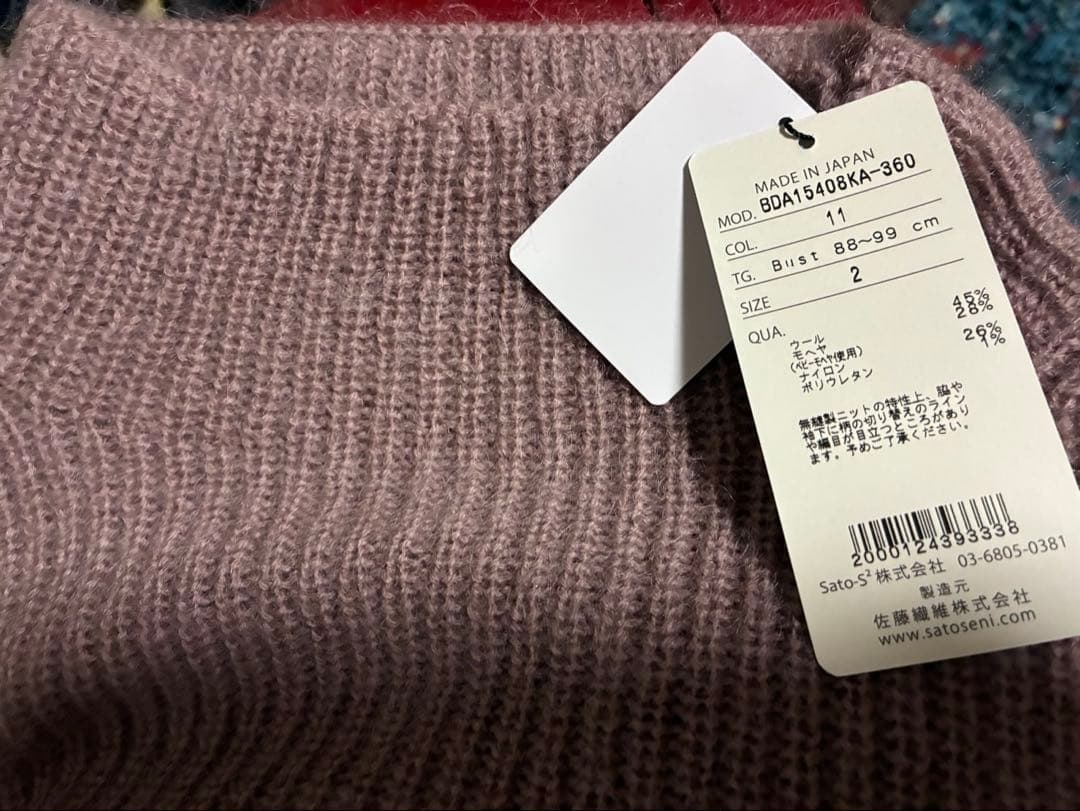 MADE IN JAPAN
MOD. BDA15408KA-360
COL. 11
TG. Bust 88～99 cm
SIZE 2
QUA.
ウール 45%
モヘヤ 28%
(ベビーモヘヤ使用)
ナイロン 26%
ポリウレタン 1%
無縫製ニットの特性上、脇や
袖下に柄の切り替えのライン
や編目が目立つところがあり
ます。予めご了承ください。
2000124393338
Sato-S² 株式会社 03-6805-0381
製造元
佐藤繊維株式会社
www.satoseni.com